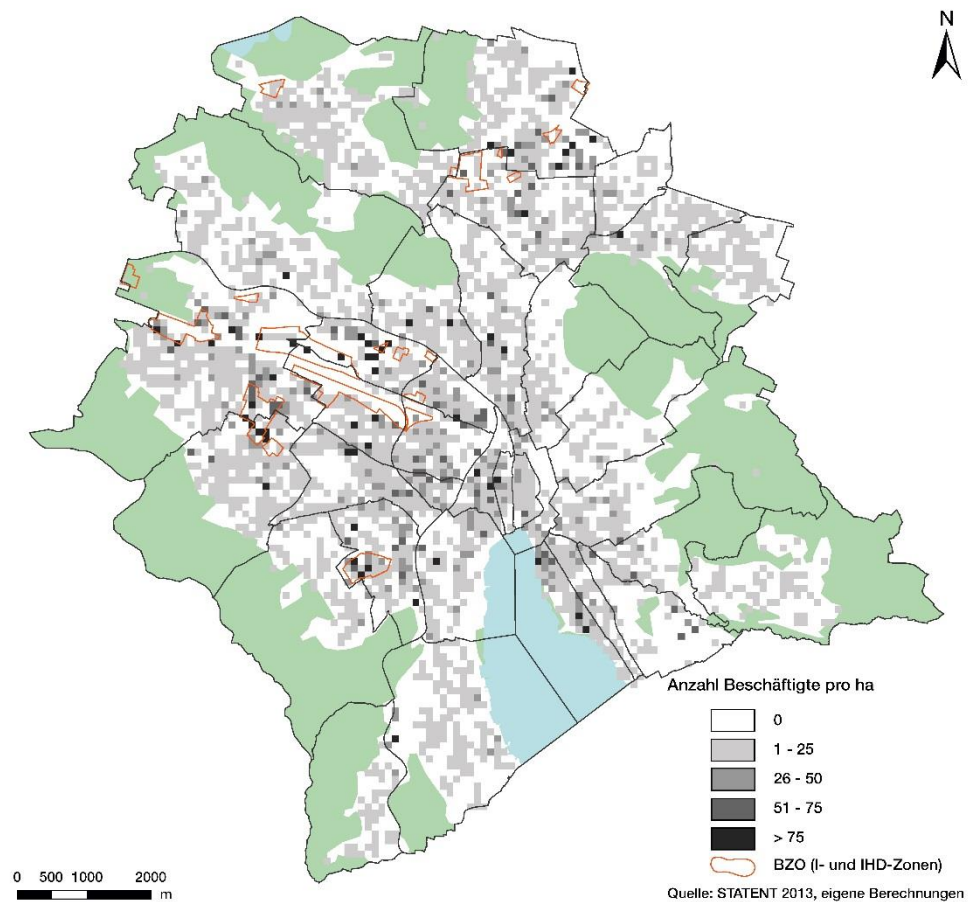 N
Anzahl Beschäftigte pro ha
0
1 - 25
26 - 50
51 - 75
> 75
BZO (I- und IHD-Zonen)
0 500 1000 2000
m
Quelle: STATENT 2013, eigene Berechnungen